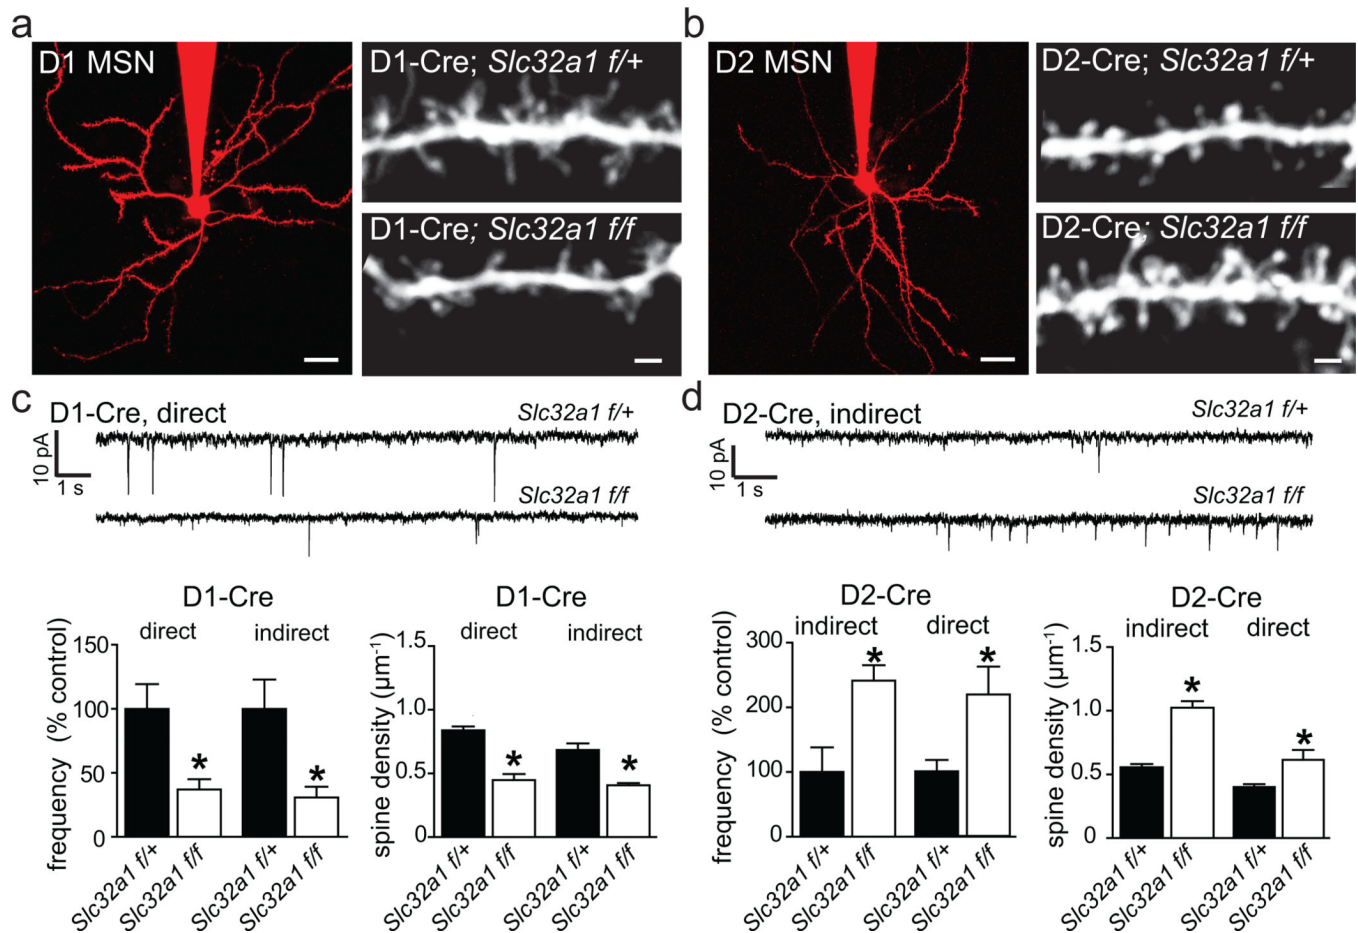 a
D1 MSN
D1-Cre; Slc32a1 f/+
D1-Cre; Slc32a1 f/f
b
D2 MSN
D2-Cre; Slc32a1 f/+
D2-Cre; Slc32a1 f/f
c
D1-Cre, direct
Slc32a1 f/+
10 pA
1 s
Slc32a1 f/f
D1-Cre
direct
indirect
frequency (% control)
150
100
50
0
Slc32a1 f/+
Slc32a1 f/f
Slc32a1 f/+
Slc32a1 f/f
*
*
D1-Cre
direct
indirect
spine density (µm⁻¹)
1.5
1.0
0.5
0
*
*
Slc32a1 f/+
Slc32a1 f/f
Slc32a1 f/+
Slc32a1 f/f
d
D2-Cre, indirect
Slc32a1 f/+
10 pA
1 s
Slc32a1 f/f
D2-Cre
indirect
direct
frequency (% control)
300
200
100
0
*
*
Slc32a1 f/+
Slc32a1 f/f
Slc32a1 f/+
Slc32a1 f/f
D2-Cre
indirect
direct
spine density (µm⁻¹)
1.5
1.0
0.5
0
*
*
Slc32a1 f/+
Slc32a1 f/f
Slc32a1 f/+
Slc32a1 f/f